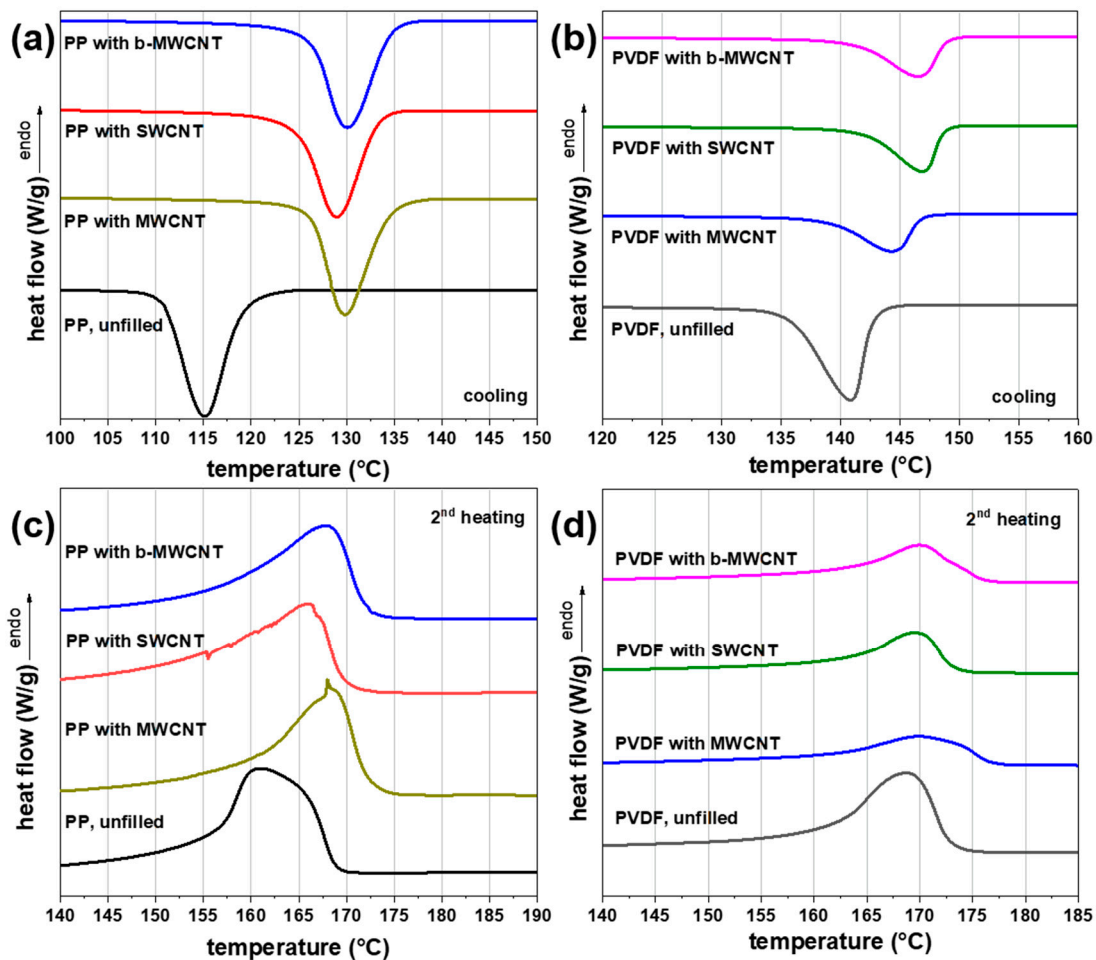 (a)
PP with b-MWCNT
PP with SWCNT
PP with MWCNT
PP, unfilled
cooling
heat flow (W/g)
endo
100 105 110 115 120 125 130 135 140 145 150
temperature (°C)
(b)
PVDF with b-MWCNT
PVDF with SWCNT
PVDF with MWCNT
PVDF, unfilled
cooling
heat flow (W/g)
endo
120 125 130 135 140 145 150 155 160
temperature (°C)
(c)
2nd heating
PP with b-MWCNT
PP with SWCNT
PP with MWCNT
PP, unfilled
heat flow (W/g)
endo
140 145 150 155 160 165 170 175 180 185 190
temperature (°C)
(d)
2nd heating
PVDF with b-MWCNT
PVDF with SWCNT
PVDF with MWCNT
PVDF, unfilled
heat flow (W/g)
endo
140 145 150 155 160 165 170 175 180 185
temperature (°C)